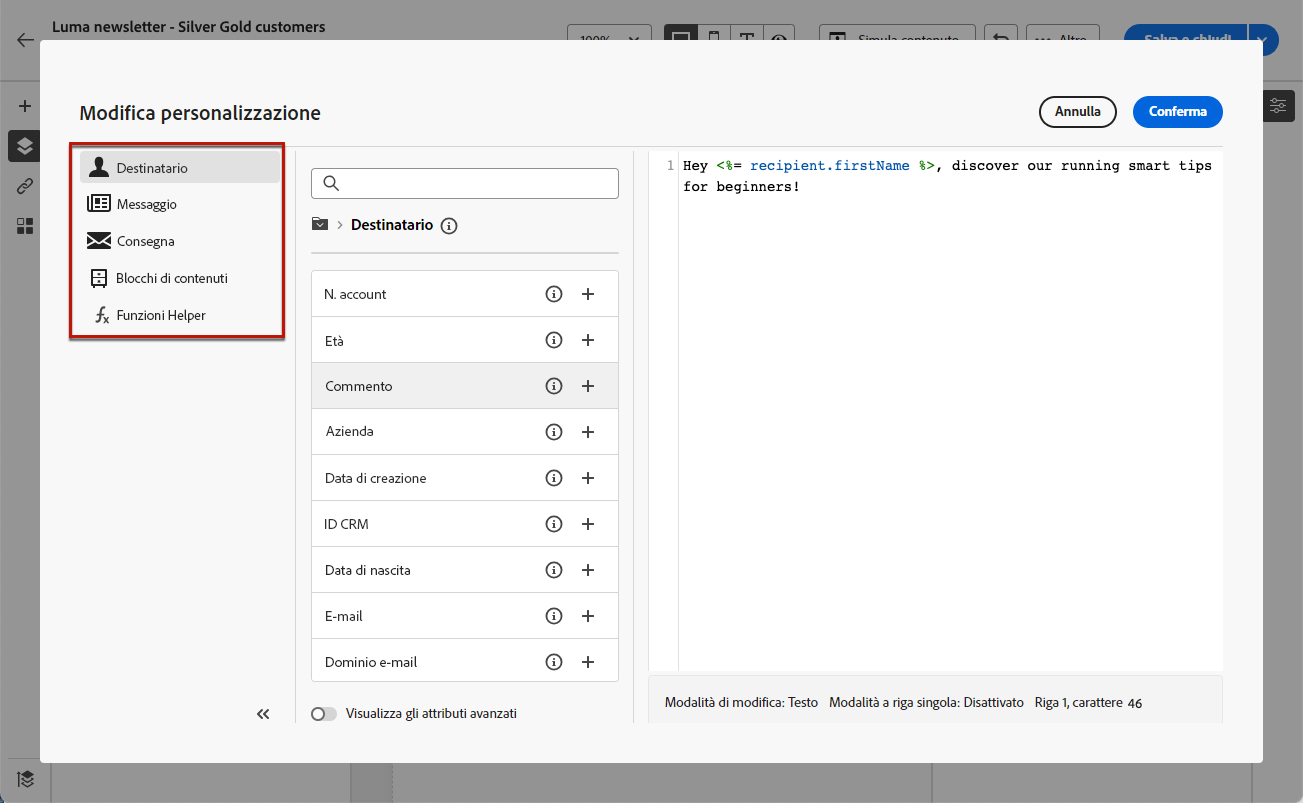 Luma newsletter - Silver Gold customers
100%
Simula contenuto
Altro
Salva e chiudi
Modifica personalizzazione
Annulla
Conferma
Destinatario
Messaggio
Consegna
Blocchi di contenuti
Funzioni Helper
Destinatario
N. account
Età
Commento
Azienda
Data di creazione
ID CRM
Data di nascita
E-mail
Dominio e-mail
Visualizza gli attributi avanzati
1 Hey <%= recipient.firstName %>, discover our running smart tips
for beginners!
Modalità di modifica: Testo Modalità a riga singola: Disattivato Riga 1, carattere 46